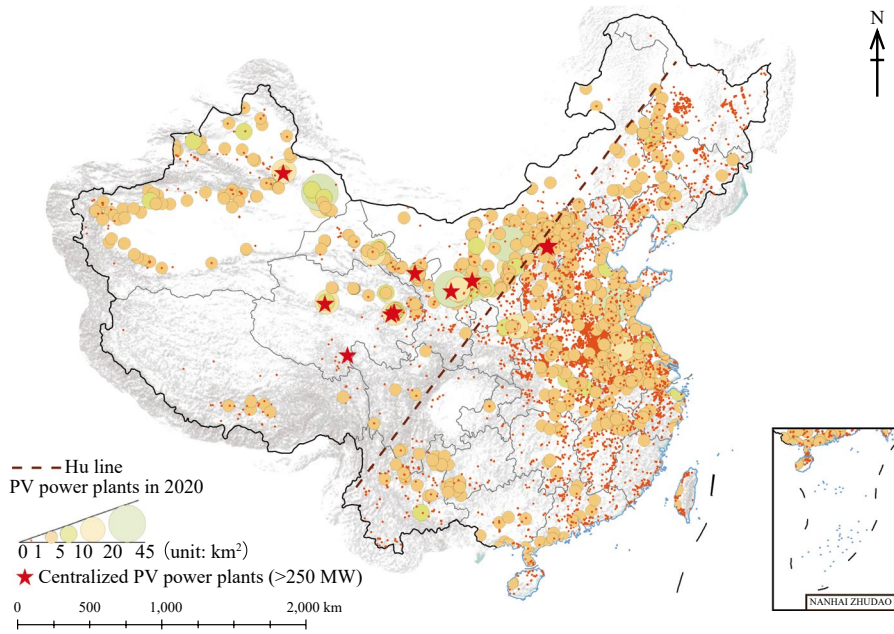 N
Hu line
PV power plants in 2020
0 1 5 10 20 45 (unit: km²)
Centralized PV power plants (>250 MW)
0 500 1,000 2,000 km
NANHAI ZHUDAO